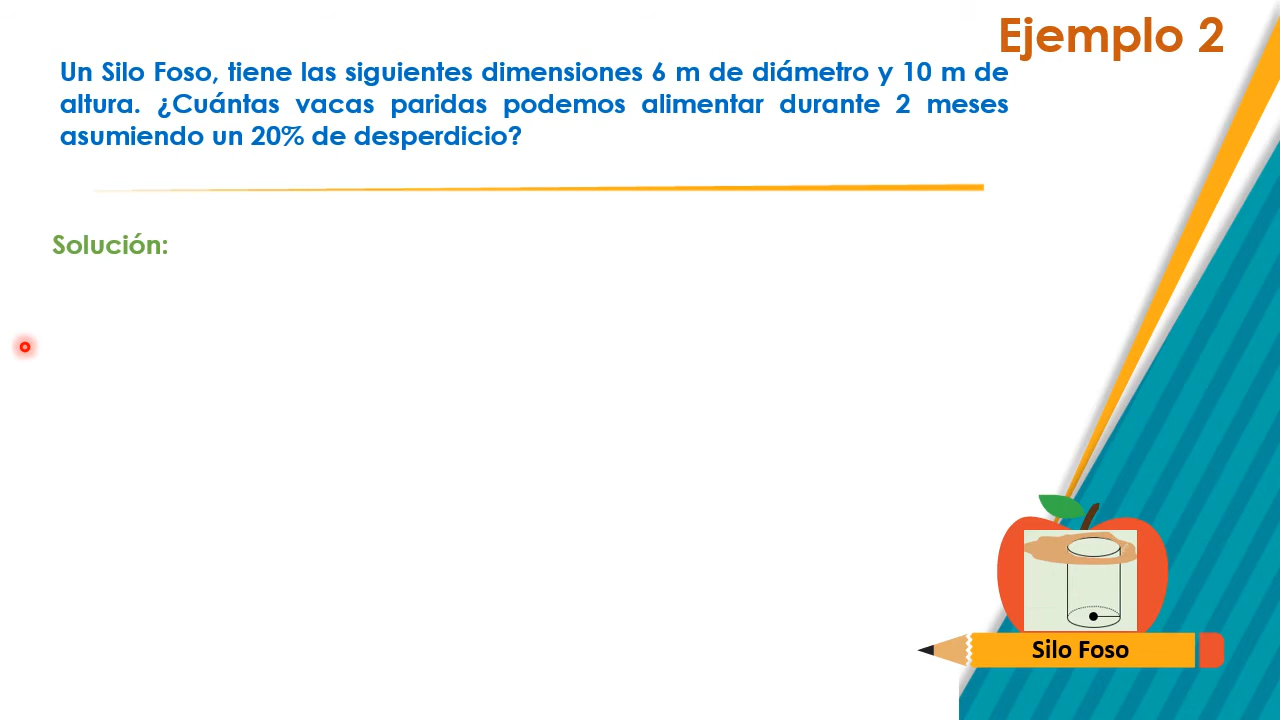 Ejemplo 2
Un Silo Foso, tiene las siguientes dimensiones 6 m de diámetro y 10 m de
altura. ¿Cuántas vacas paridas podemos alimentar durante 2 meses
asumiendo un 20% de desperdicio?
Solución:
Silo Foso